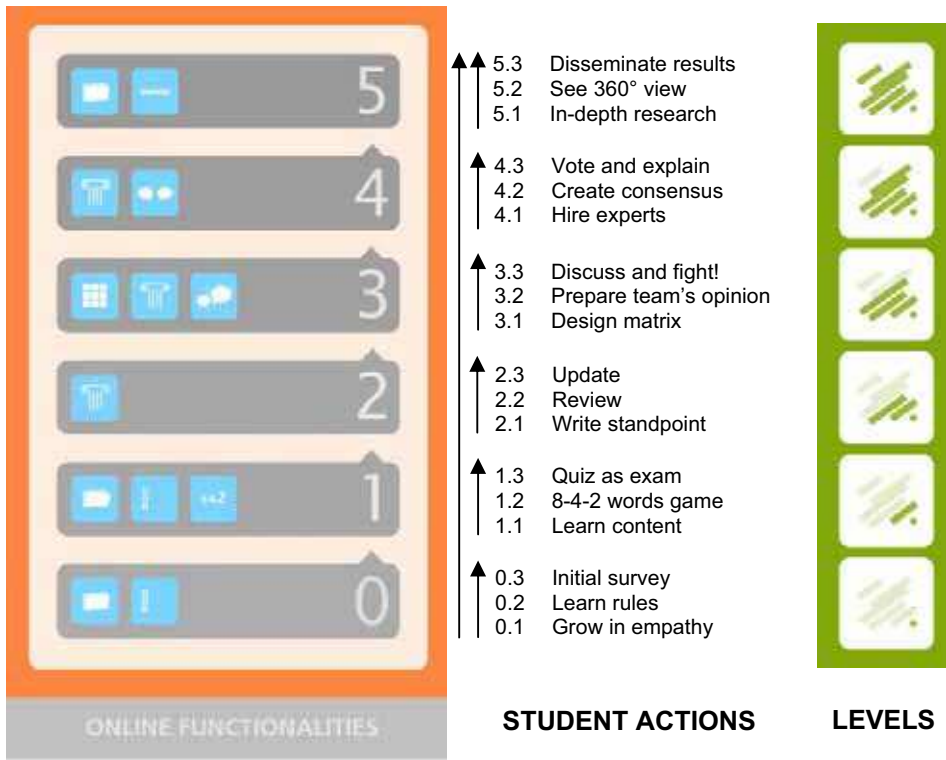 5
5.3 Disseminate results
5.2 See 360° view
5.1 In-depth research
4
4.3 Vote and explain
4.2 Create consensus
4.1 Hire experts
3
3.3 Discuss and fight!
3.2 Prepare team's opinion
3.1 Design matrix
2
2.3 Update
2.2 Review
2.1 Write standpoint
1
1.3 Quiz as exam
1.2 8-4-2 words game
1.1 Learn content
0
0.3 Initial survey
0.2 Learn rules
0.1 Grow in empathy
ONLINE FUNCTIONALITIES
STUDENT ACTIONS
LEVELS